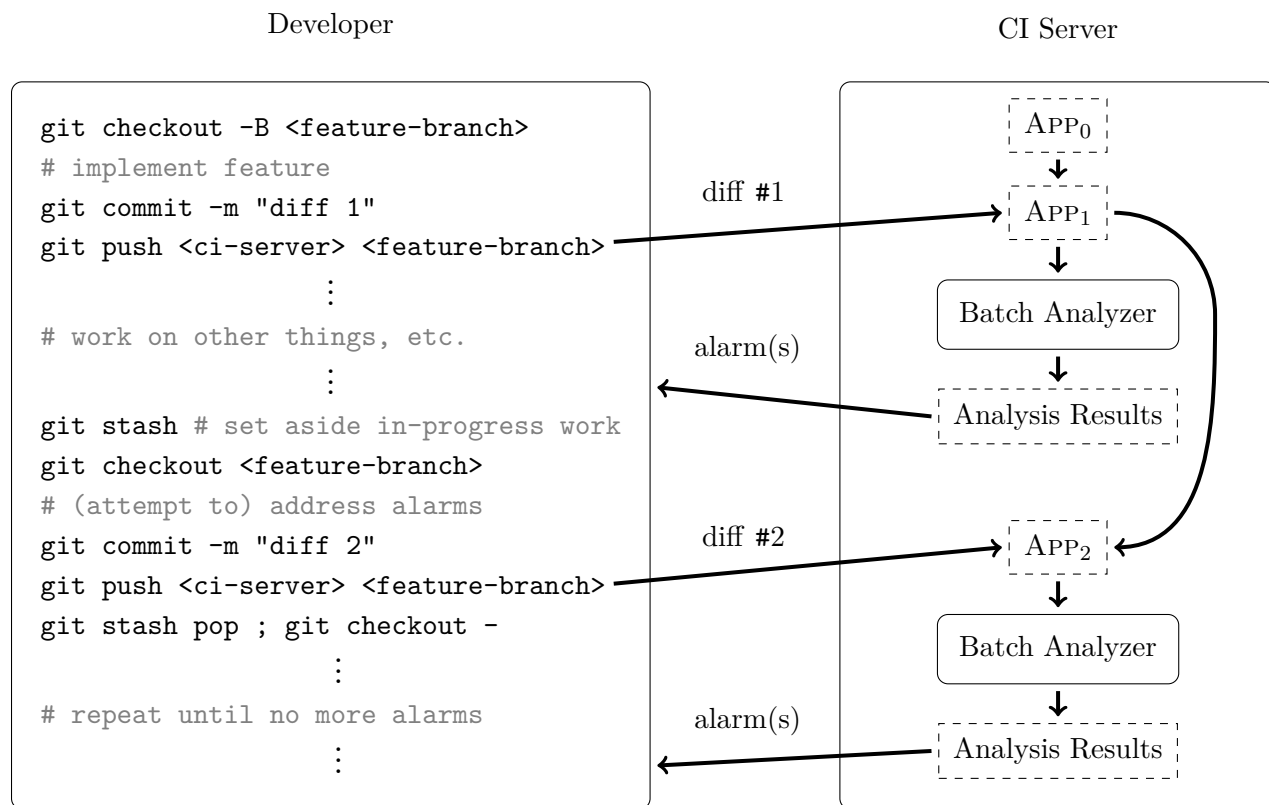 Developer
git checkout -B <feature-branch>
# implement feature
git commit -m "diff 1"
git push <ci-server> <feature-branch>
⋮
# work on other things, etc.
⋮
git stash # set aside in-progress work
git checkout <feature-branch>
# (attempt to) address alarms
git commit -m "diff 2"
git push <ci-server> <feature-branch>
git stash pop ; git checkout -
⋮
# repeat until no more alarms
⋮
diff #1
alarm(s)
diff #2
alarm(s)
CI Server
APP₀
APP₁
Batch Analyzer
Analysis Results
APP₂
Batch Analyzer
Analysis Results